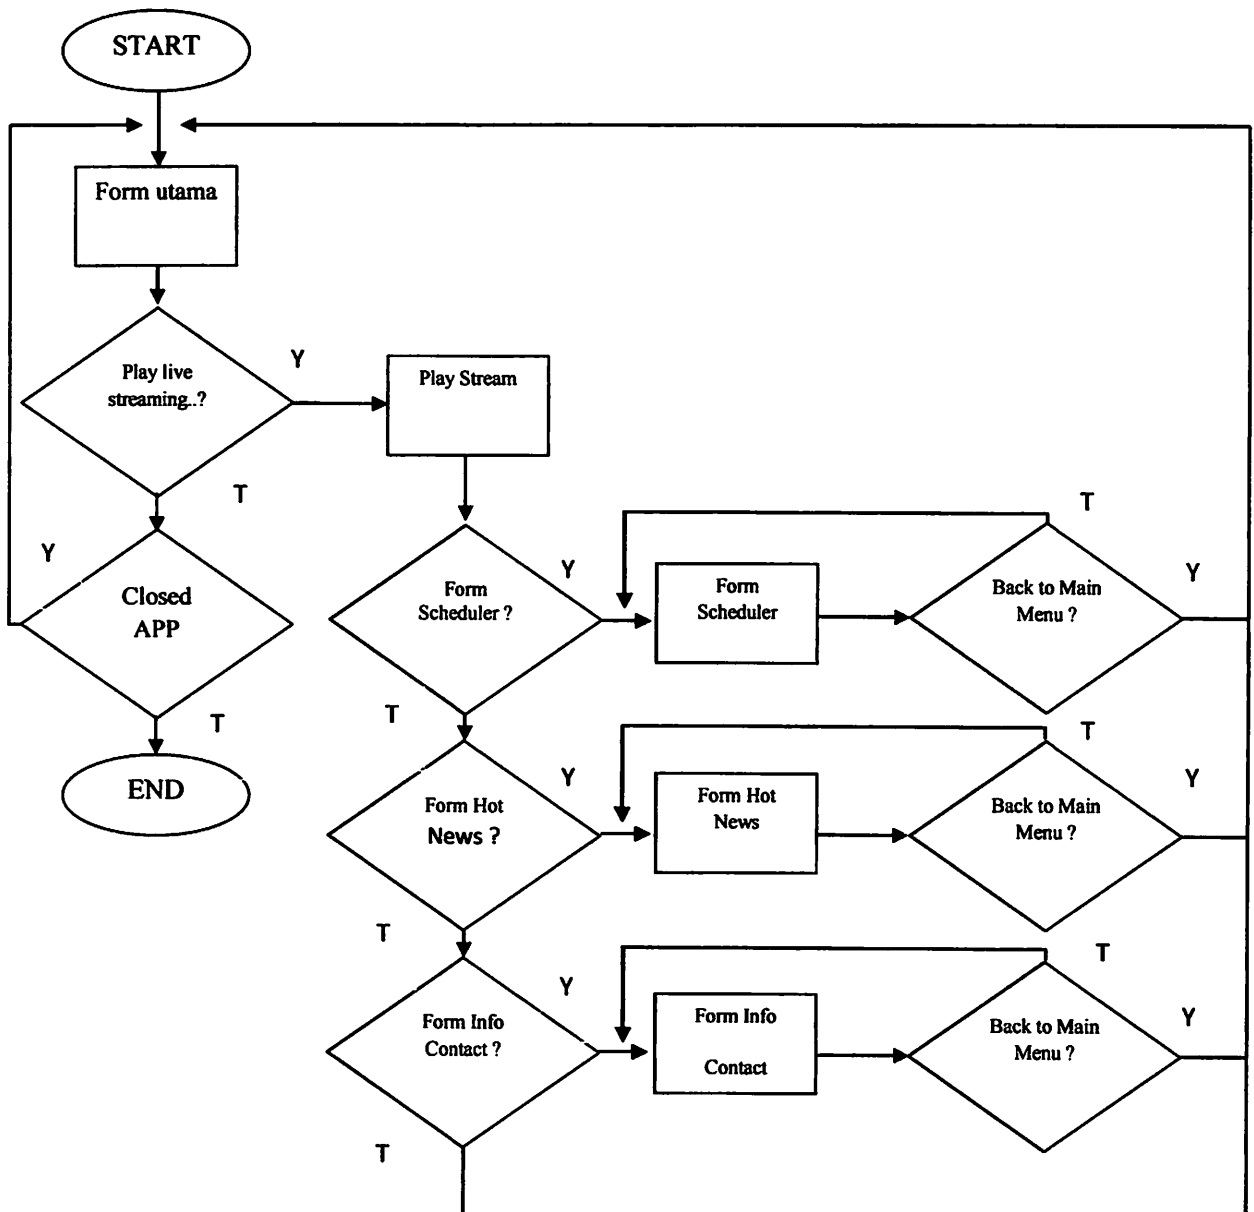 START
Form utama
Play live
streaming..?
Y
Play Stream
T
Y
Closed
APP
T
END
Form
Scheduler ?
Y
Form
Scheduler
T
Back to Main
Menu ?
Y
T
Form Hot
News ?
Y
Form Hot
News
T
Back to Main
Menu ?
Y
T
Form Info
Contact ?
Y
Form Info
Contact
T
Back to Main
Menu ?
Y
T